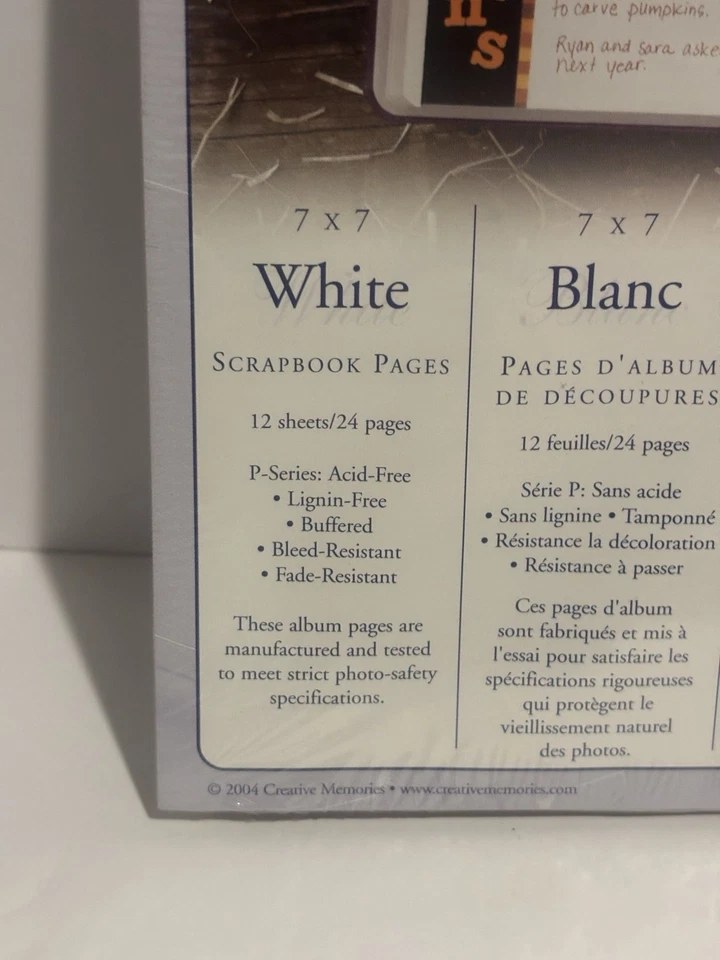 n
s
to carve pumpkins.
Ryan and sara aske
next year.
7 x 7
White
SCRAPBOOK PAGES
12 sheets/24 pages
P-Series: Acid-Free
• Lignin-Free
• Buffered
• Bleed-Resistant
• Fade-Resistant
These album pages are
manufactured and tested
to meet strict photo-safety
specifications.
7 x 7
Blanc
PAGES D'ALBUM
DE DÉCOUPURES
12 feuilles/24 pages
Série P: Sans acide
• Sans lignine • Tamponné
• Résistance la décoloration
• Résistance à passer
Ces pages d'album
sont fabriqués et mis à
l'essai pour satisfaire les
spécifications rigoureuses
qui protègent le
vieillissement naturel
des photos.
© 2004 Creative Memories • www.creativememories.com